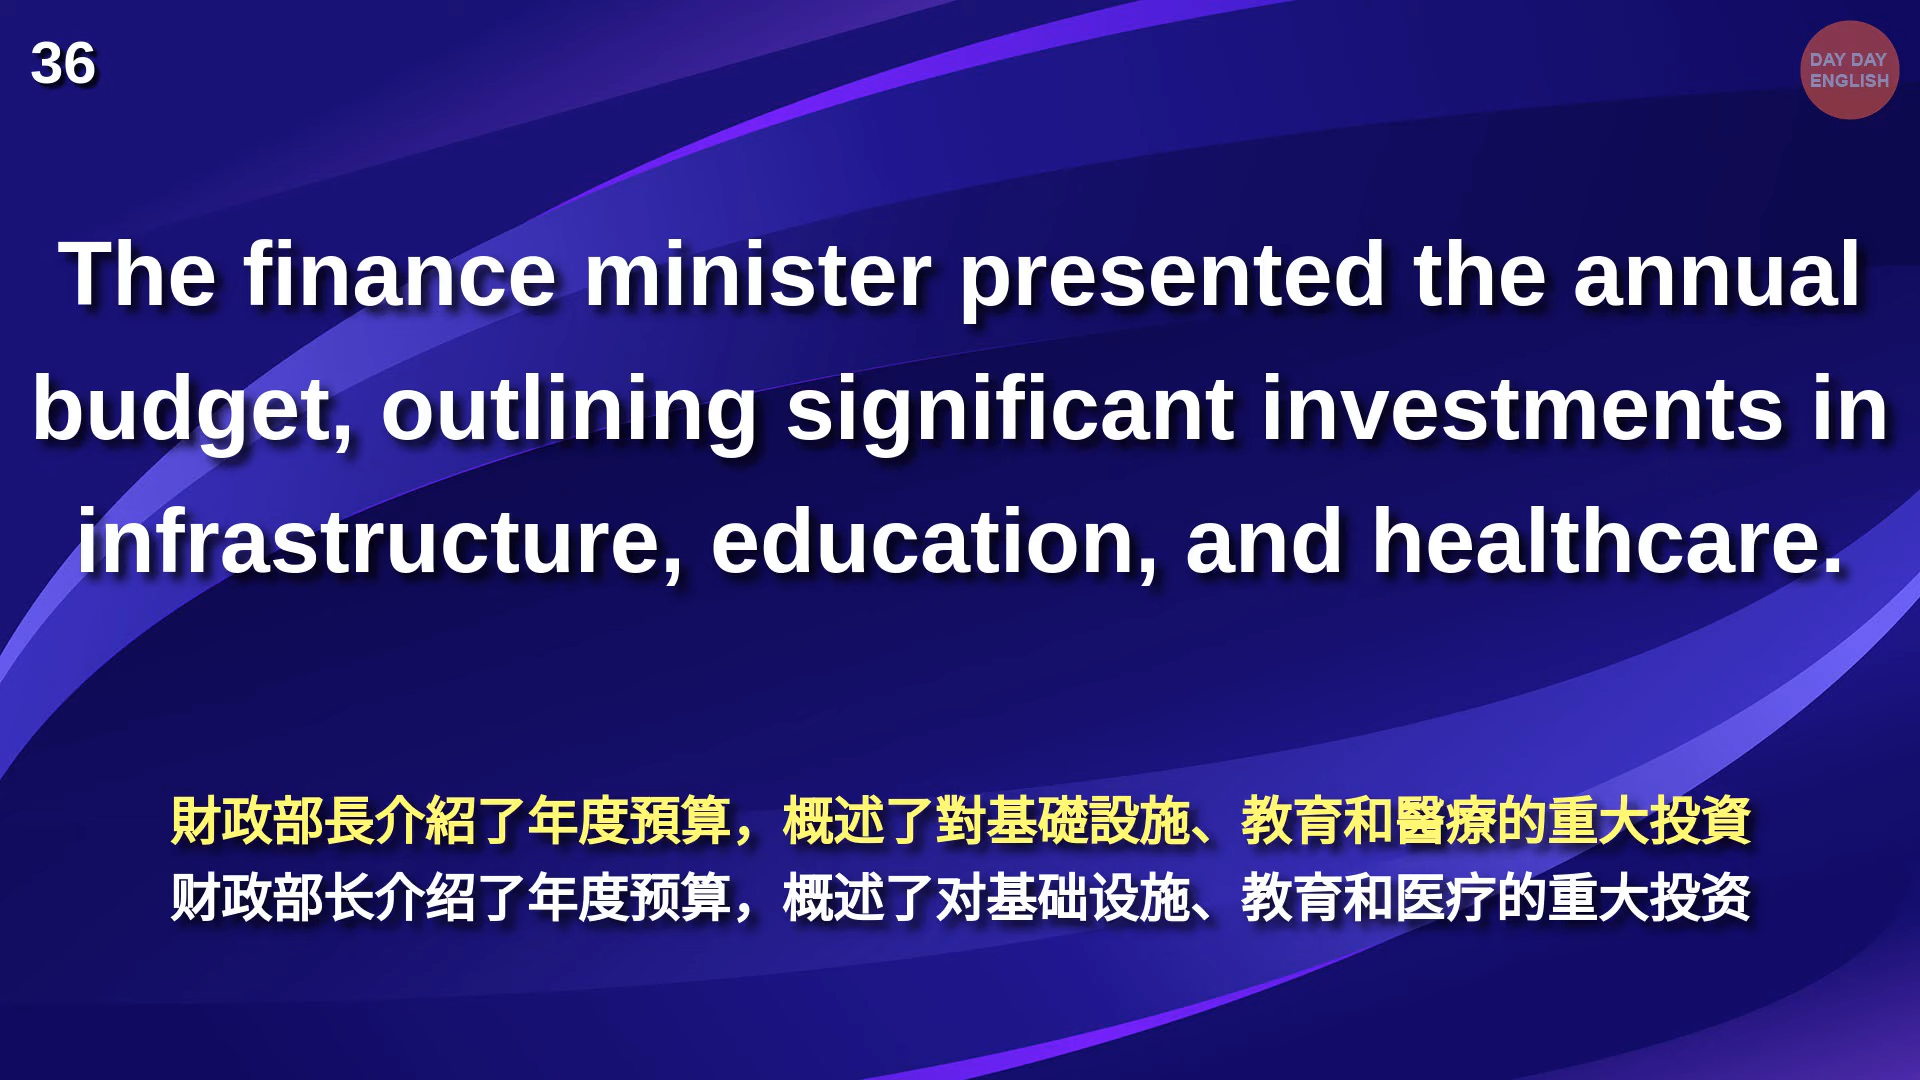 36
DAY DAY
ENGLISH
The finance minister presented the annual
budget, outlining significant investments in
infrastructure, education, and healthcare.
財政部長介紹了年度預算，概述了對基礎設施、教育和醫療的重大投資
财政部长介绍了年度预算，概述了对基础设施、教育和医疗的重大投资